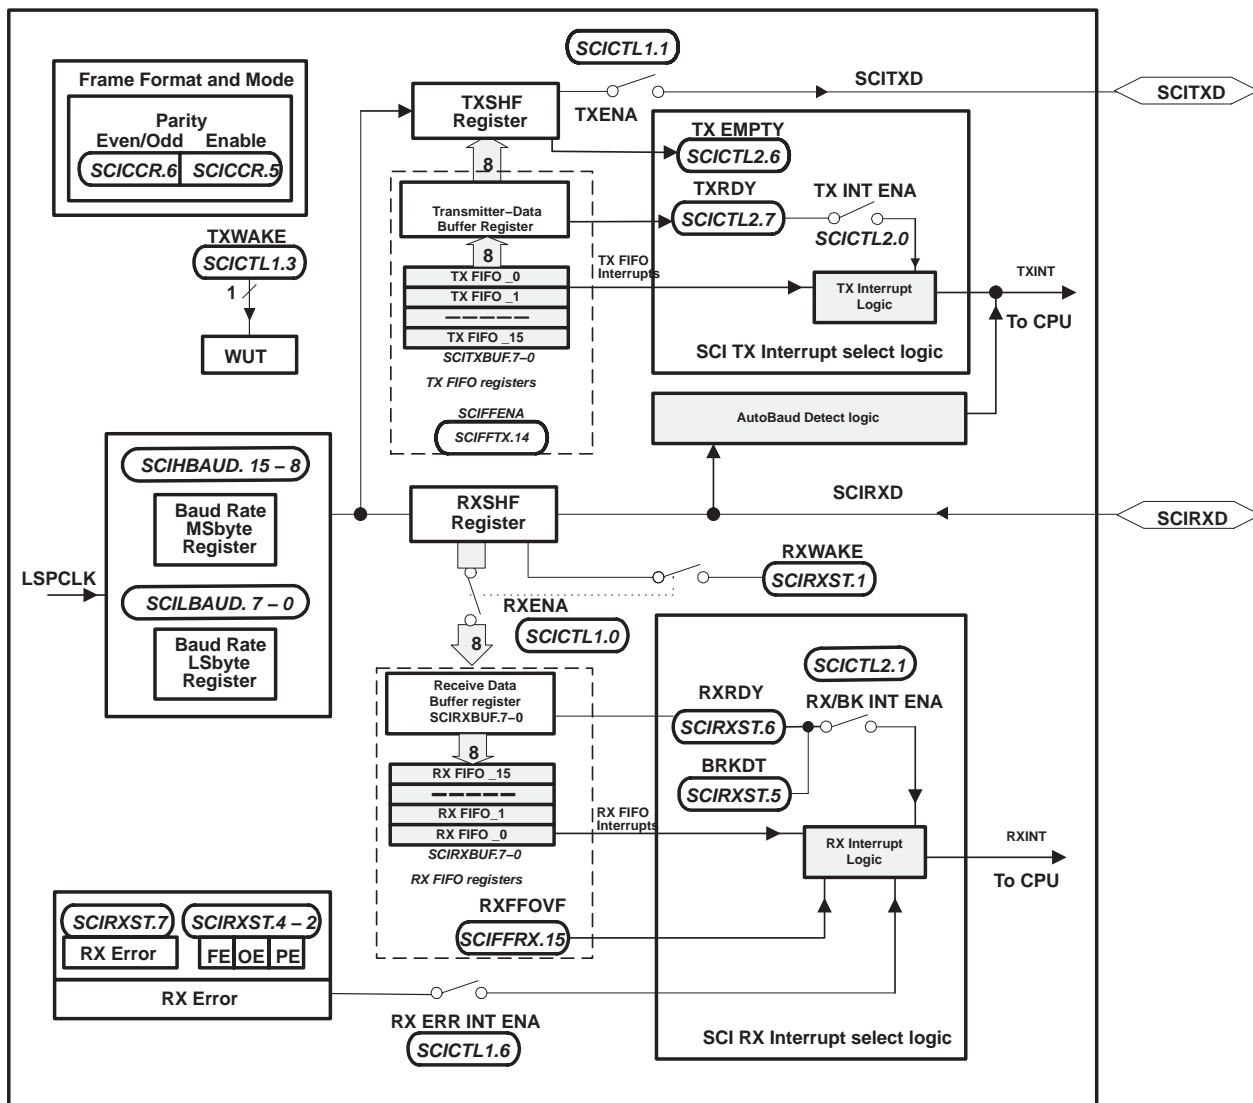 SCICTL1.1
Frame Format and Mode
Parity
Even/Odd Enable
SCICCR.6 SCICCR.5
TXSHF
Register
TXENA
SCITXD
SCITXD
TX EMPTY
SCICTL2.6
8
TXRDY
SCICTL2.7
TX INT ENA
SCICTL2.0
Transmitter–Data
Buffer Register
8
TXWAKE
SCICTL1.3
1
WUT
TX FIFO _0
TX FIFO _1
— — — — —
TX FIFO _15
SCITXBUF.7–0
TX FIFO registers
SCIFFENA
SCIFFTX.14
TX FIFO
Interrupts
TX Interrupt
Logic
TXINT
To CPU
SCI TX Interrupt select logic
AutoBaud Detect logic
SCIHBAUD. 15 – 8
Baud Rate
MSbyte
Register
LSPCLK
SCILBAUD. 7 – 0
Baud Rate
LSbyte
Register
RXSHF
Register
SCIRXD
SCIRXD
RXWAKE
SCIRXST.1
RXENA
SCICTL1.0
8
Receive Data
Buffer register
SCIRXBUF.7–0
8
SCICTL2.1
RXRDY
SCIRXST.6
RX/BK INT ENA
BRKDT
SCIRXST.5
RX FIFO _15
— — — — —
RX FIFO_1
RX FIFO _0
SCIRXBUF.7–0
RX FIFO registers
RX FIFO
Interrupts
RX Interrupt
Logic
RXINT
To CPU
RXFFOVF
SCIFFRX.15
SCIRXST.7 SCIRXST.4 – 2
RX Error FE OE PE
RX Error
RX ERR INT ENA
SCICTL1.6
SCI RX Interrupt select logic